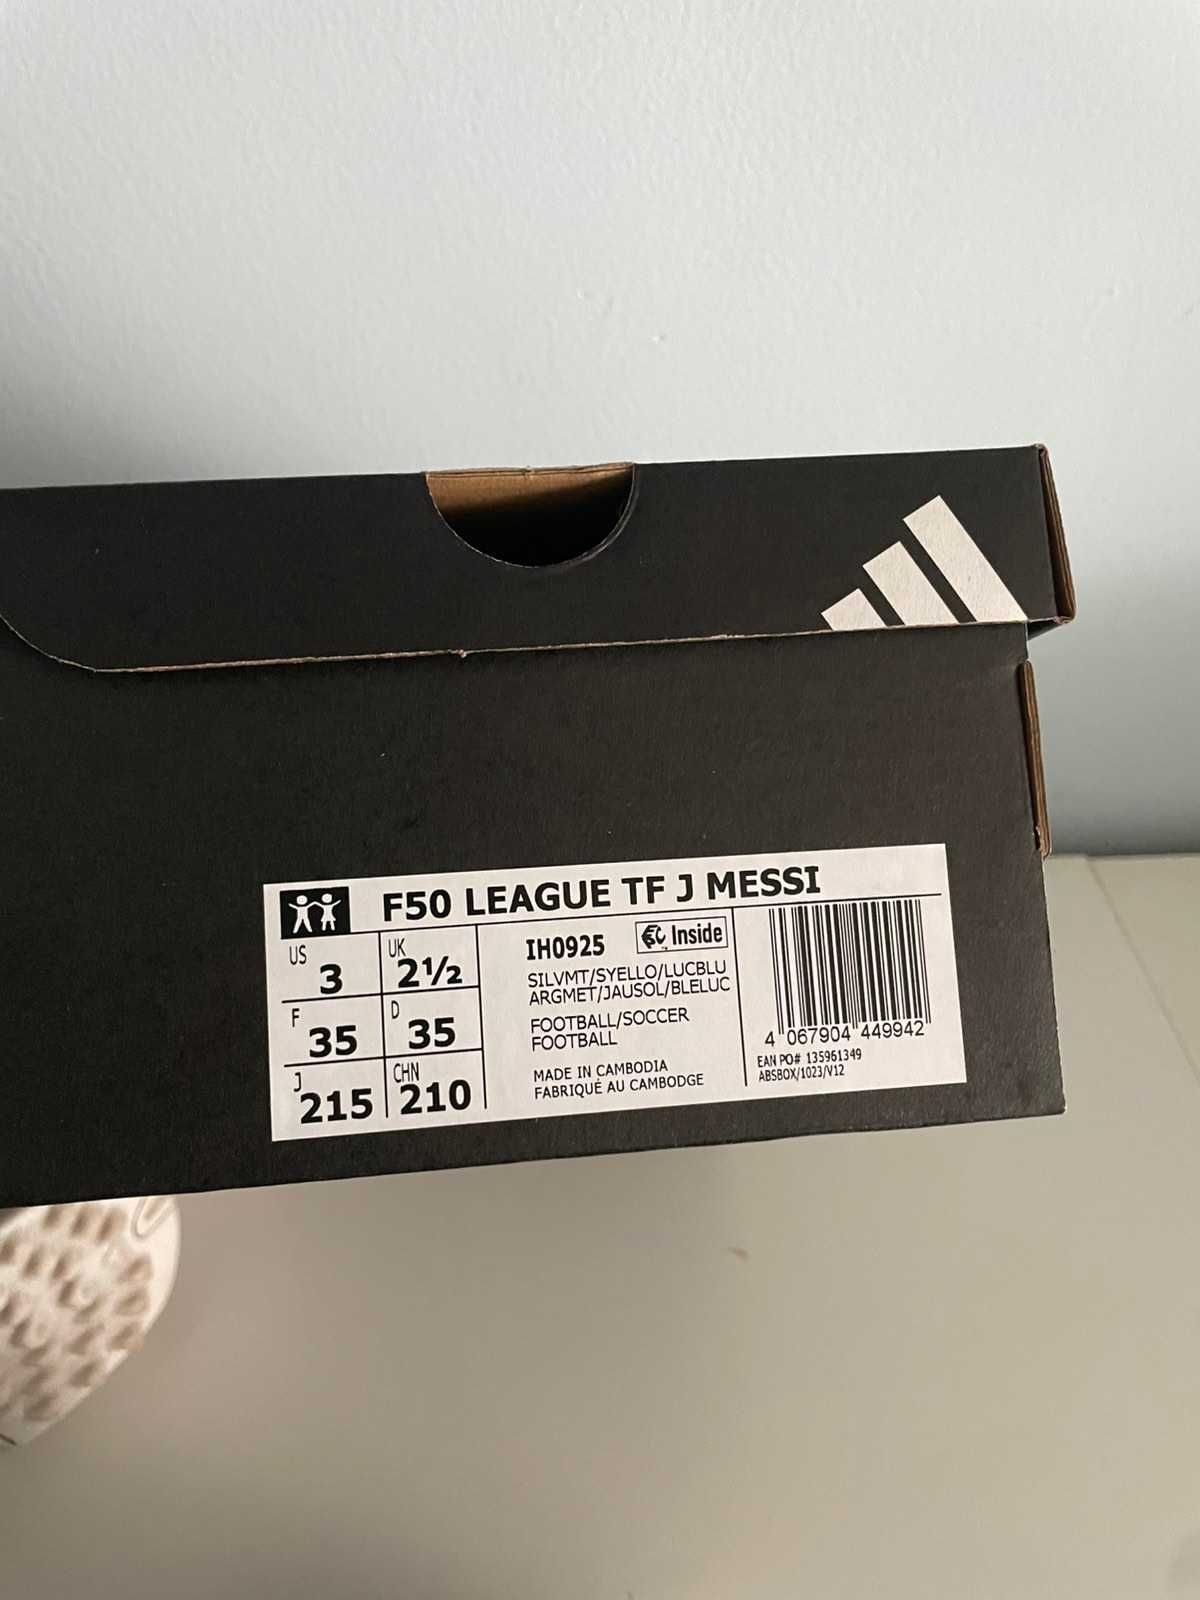 F50 LEAGUE TF J MESSI
US 3
UK 2½
F 35
D 35
J 215
CHN 210
IH0925
Inside
SILVMT/SYELLO/LUCBLU
ARGMET/JAUSOL/BLELUC
FOOTBALL/SOCCER
FOOTBALL
MADE IN CAMBODIA
FABRIQUÉ AU CAMBODGE
4 067904 449942
EAN PO# 135961349
ABSBOX/1023/V12